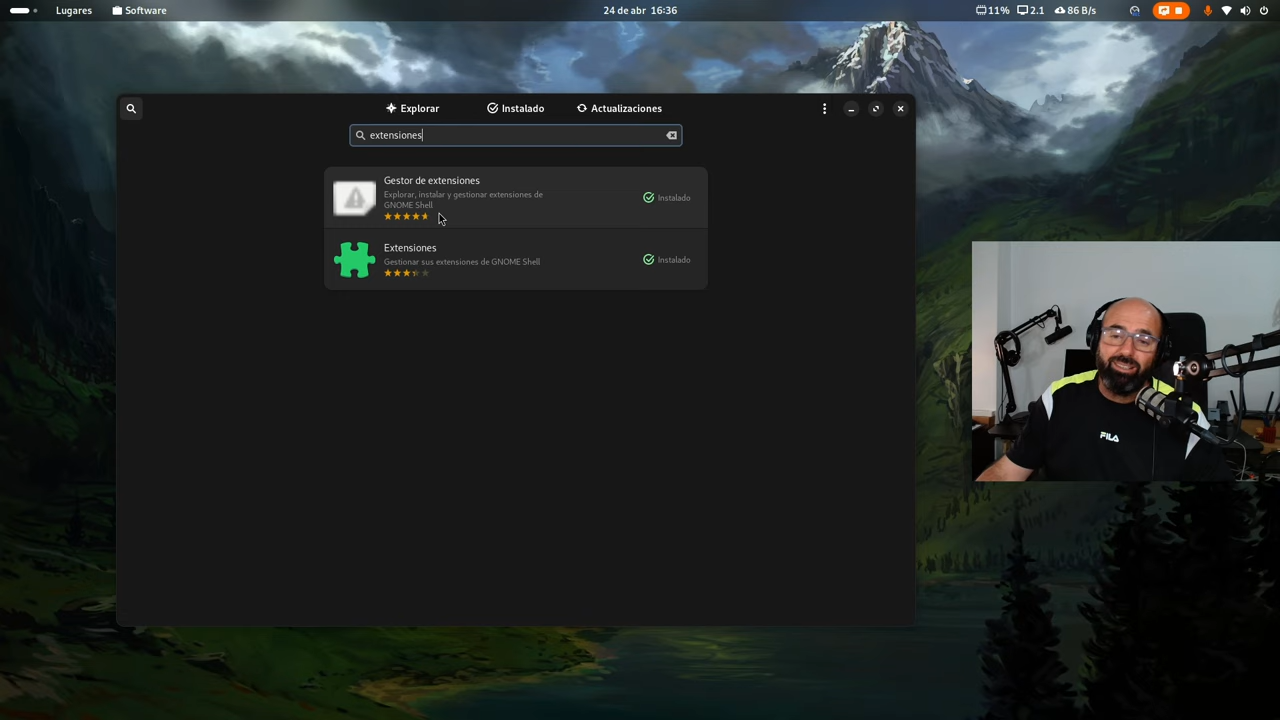 Lugares
Software
24 de abr 16:36
11% 2.1 86 B/s
Explorar
Instalado
Actualizaciones
extensiones
Gestor de extensiones
Explorar, instalar y gestionar extensiones de
GNOME Shell
Instalado
Extensiones
Gestionar sus extensiones de GNOME Shell
Instalado
FILA